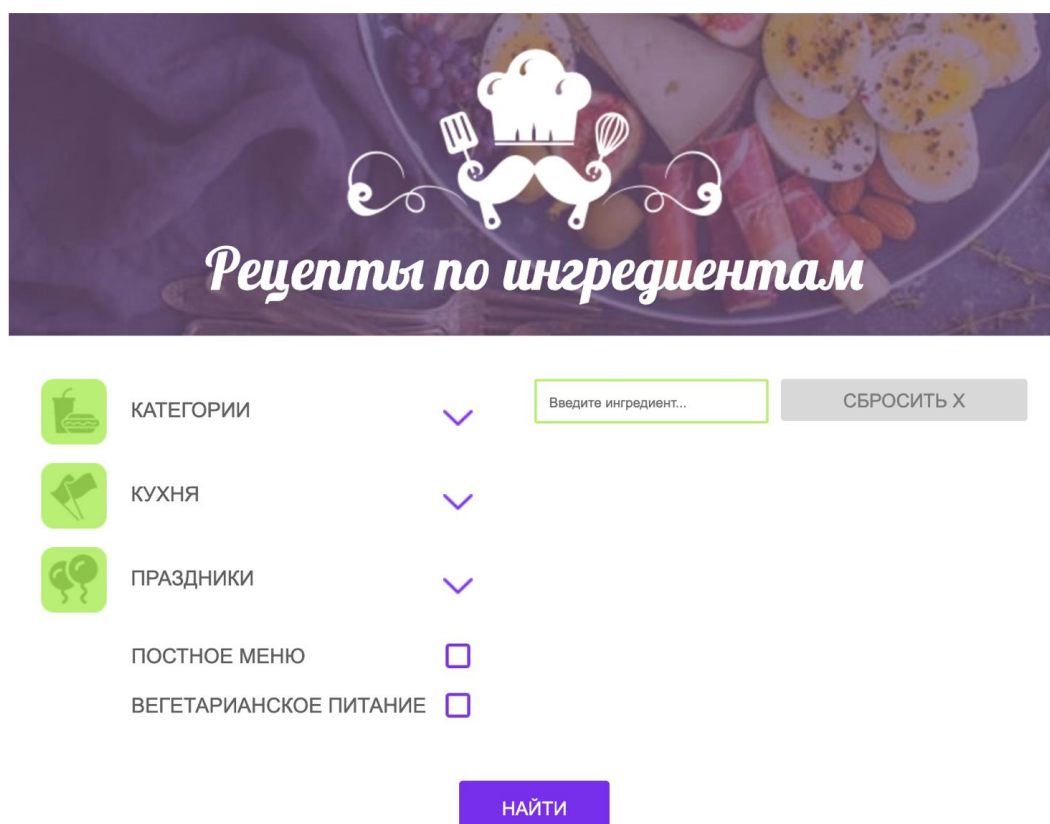 Рецепты по ингредиентам
КАТЕГОРИИ
Введите ингредиент...
СБРОСИТЬ X
КУХНЯ
ПРАЗДНИКИ
ПОСТНОЕ МЕНЮ
ВЕГЕТАРИАНСКОЕ ПИТАНИЕ
НАЙТИ